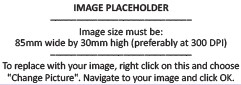 IMAGE PLACEHOLDER
Image size must be:
85mm wide by 30mm high (preferably at 300 DPI)
To replace with your image, right click on this and choose
"Change Picture". Navigate to your image and click OK.